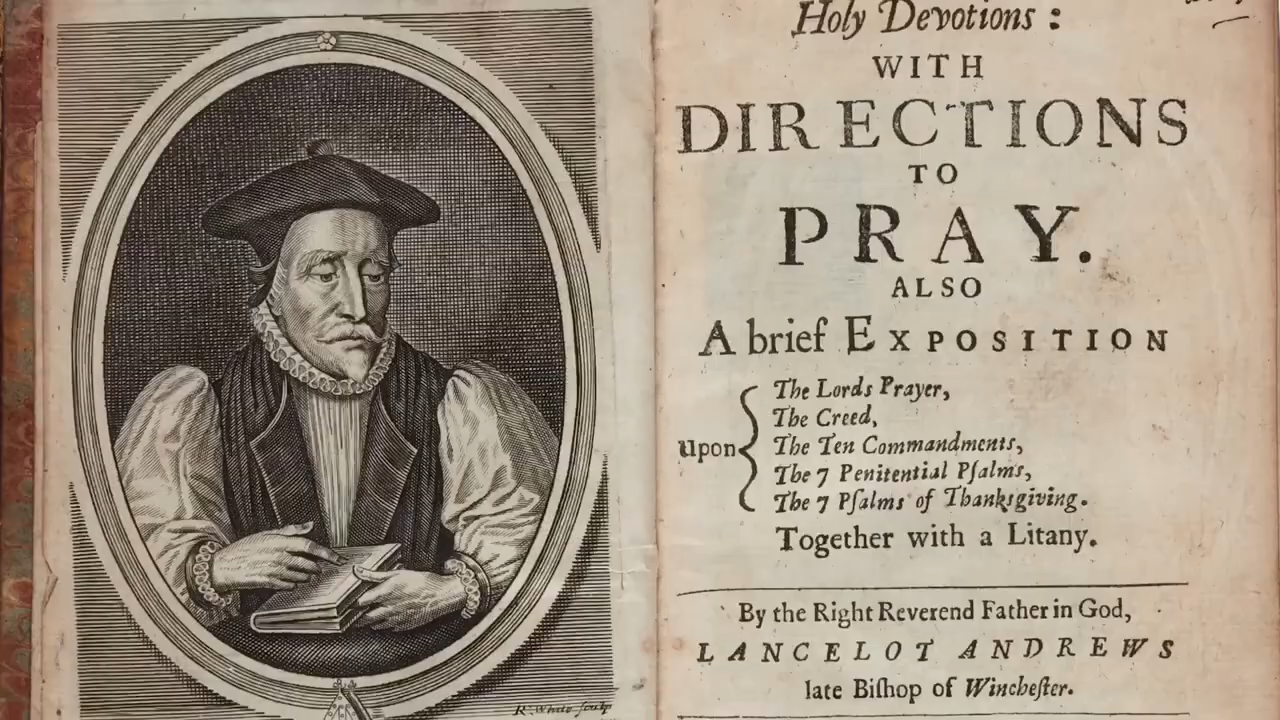 R. White sculp
Holy Devotions:
WITH
DIRECTIONS
TO
PRAY.
ALSO
A brief EXPOSITION
Upon
The Lords Prayer,
The Creed,
The Ten Commandments,
The 7 Penitential Pſalms,
The 7 Pſalms of Thankſgiving.
Together with a Litany.
By the Right Reverend Father in God,
LANCELOT ANDREWS
late Biſhop of Wincheſter.